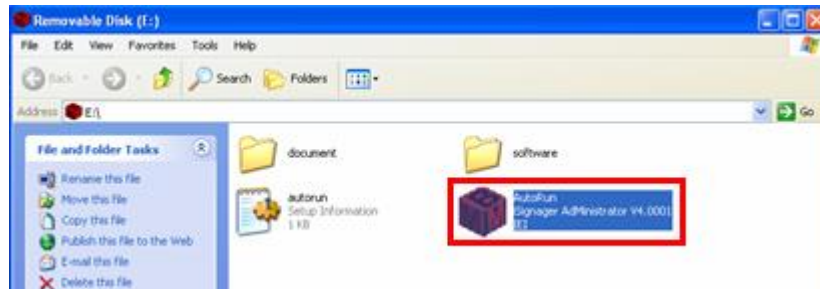 Removable Disk (E:)
File Edit View Favorites Tools Help
Back Search Folders
Address E:\ Go
File and Folder Tasks
Rename this file
Move this file
Copy this file
Publish this file to the Web
E-mail this file
Delete this file
document
software
autorun
Setup Information
1 KB
AutoRun
Signager AdMinistrator V4.0001